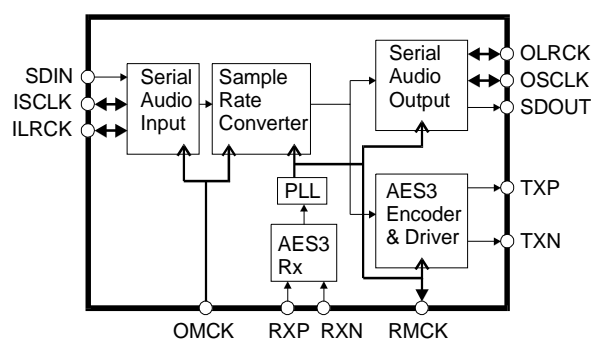 SDIN
ISCLK
ILRCK
Serial
Audio
Input
Sample
Rate
Converter
Serial
Audio
Output
OLRCK
OSCLK
SDOUT
PLL
AES3
Rx
AES3
Encoder
& Driver
TXP
TXN
OMCK
RXP
RXN
RMCK